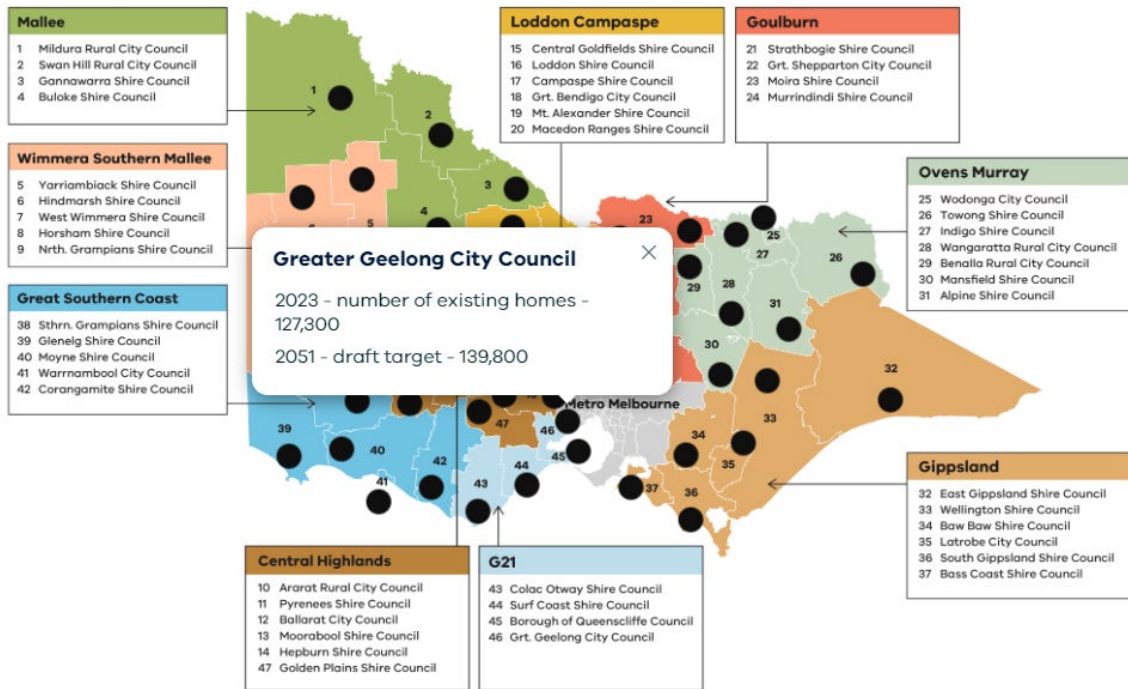 Mallee
1 Mildura Rural City Council
2 Swan Hill Rural City Council
3 Gannawarra Shire Council
4 Buloke Shire Council
Wimmera Southern Mallee
5 Yarriambiack Shire Council
6 Hindmarsh Shire Council
7 West Wimmera Shire Council
8 Horsham Shire Council
9 Nrth. Grampians Shire Council
Great Southern Coast
38 Sthrn. Grampians Shire Council
39 Glenelg Shire Council
40 Moyne Shire Council
41 Warrnambool City Council
42 Corangamite Shire Council
Loddon Campaspe
15 Central Goldfields Shire Council
16 Loddon Shire Council
17 Campaspe Shire Council
18 Grt. Bendigo City Council
19 Mt. Alexander Shire Council
20 Macedon Ranges Shire Council
Goulburn
21 Strathbogie Shire Council
22 Grt. Shepparton City Council
23 Moira Shire Council
24 Murrindindi Shire Council
Ovens Murray
25 Wodonga City Council
26 Towong Shire Council
27 Indigo Shire Council
28 Wangaratta Rural City Council
29 Benalla Rural City Council
30 Mansfield Shire Council
31 Alpine Shire Council
Greater Geelong City Council
2023 - number of existing homes -
127,300
2051 - draft target - 139,800
1
2
3
4
5
23
25
27
26
28
29
31
30
32
33
Metro Melbourne
34
35
36
37
39
40
41
42
43
44
45
46
47
Gippsland
32 East Gippsland Shire Council
33 Wellington Shire Council
34 Baw Baw Shire Council
35 Latrobe City Council
36 South Gippsland Shire Council
37 Bass Coast Shire Council
Central Highlands
10 Ararat Rural City Council
11 Pyrenees Shire Council
12 Ballarat City Council
13 Moorabool Shire Council
14 Hepburn Shire Council
47 Golden Plains Shire Council
G21
43 Colac Otway Shire Council
44 Surf Coast Shire Council
45 Borough of Queenscliffe Council
46 Grt. Geelong City Council